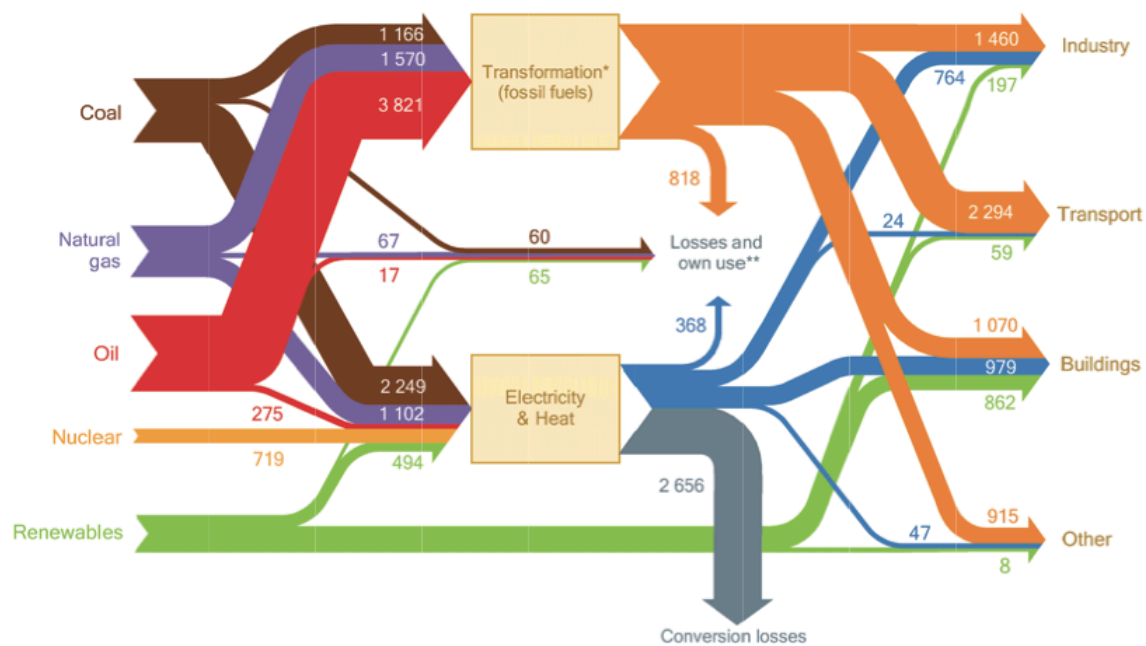 1 166
1 570
3 821
Transformation*
(fossil fuels)
1 460
764
197
Industry
Coal
818
Natural
gas
67
17
60
65
Losses and
own use**
24
2 294
59
Transport
Oil
368
1 070
979
862
Buildings
2 249
1 102
275
Electricity
& Heat
Nuclear
719
494
2 656
Renewables
47
915
8
Other
Conversion losses